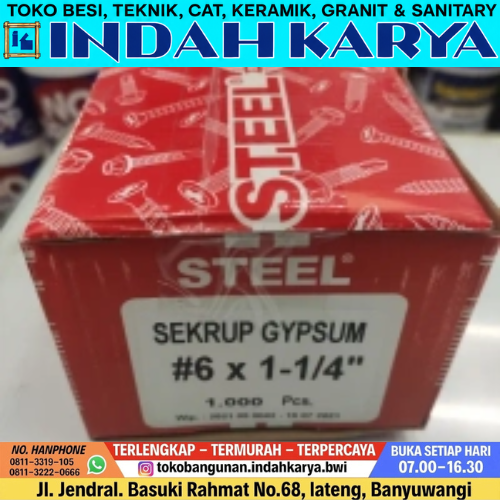 TOKO BESI, TEKNIK, CAT, KERAMIK, GRANIT & SANITARY
INDAH KARYA
STEEL
STEEL®
SEKRUP GYPSUM
#6 x 1-1/4"
1.000 Pcs.
NO. HANPHONE
0811-3319-105
0811-3222-0666
TERLENGKAP – TERMURAH – TERPERCAYA
tokobangunan.indahkarya.bwi
BUKA SETIAP HARI
07.00-16.30
Jl. Jendral. Basuki Rahmat No.68, lateng, Banyuwangi